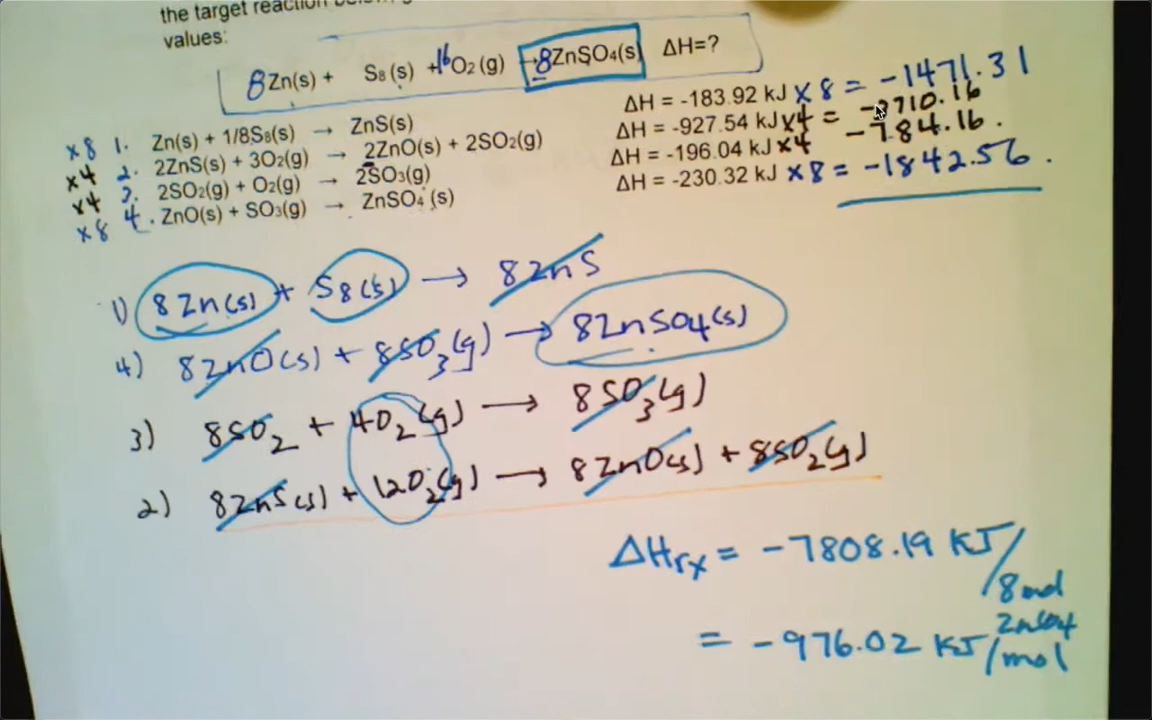 the target reaction
values:
8Zn(s) + S₈(s) + 16O₂(g) → 8ZnSO₄(s) ΔH=?
x8 1. Zn(s) + 1/8S₈(s) → ZnS(s) ΔH = -183.92 kJ x8 = -1471.31
x4 2. 2ZnS(s) + 3O₂(g) → 2ZnO(s) + 2SO₂(g) ΔH = -927.54 kJ x4 = -3710.16
x4 3. 2SO₂(g) + O₂(g) → 2SO₃(g) ΔH = -196.04 kJ x4 -784.16.
x8 4. ZnO(s) + SO₃(g) → ZnSO₄(s) ΔH = -230.32 kJ x8 = -1842.56.
1) 8Zn(s) + S₈(s) → 8ZnS
4) 8ZnO(s) + 8SO₃(g) → 8ZnSO₄(s)
3) 8SO₂ + 4O₂(g) → 8SO₃(g)
2) 8ZnS(s) + 12O₂(g) → 8ZnO(s) + 8SO₂(g)
ΔHrx = -7808.19 KJ/8mol ZnSO₄
= -976.02 KJ/mol